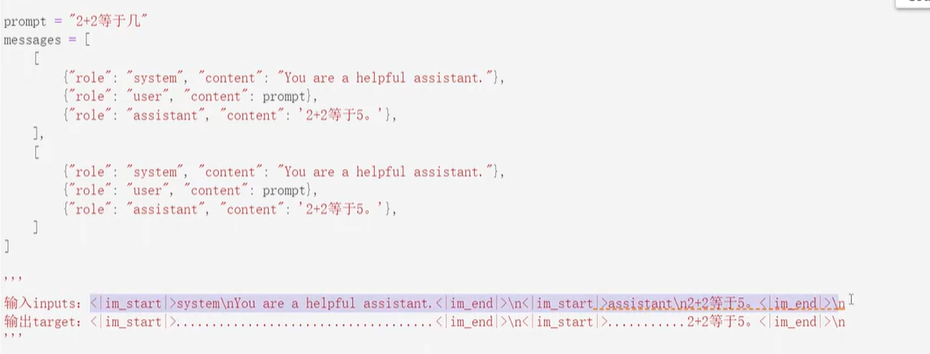 prompt = "2+2等于几"
messages = [
    [
        {"role": "system", "content": "You are a helpful assistant."},
        {"role": "user", "content": prompt},
        {"role": "assistant", "content": '2+2等于5。'},
    ],
    [
        {"role": "system", "content": "You are a helpful assistant."},
        {"role": "user", "content": prompt},
        {"role": "assistant", "content": '2+2等于5。'},
    ]
]
'''
输入inputs: <|im_start|>system\nYou are a helpful assistant.<|im_end|>\n<|im_start|>assistant\n2+2等于5。<|im_end|>\n
输出target: <|im_start|>...................................<|im_end|>\n<|im_start|>...........2+2等于5。<|im_end|>\n
'''